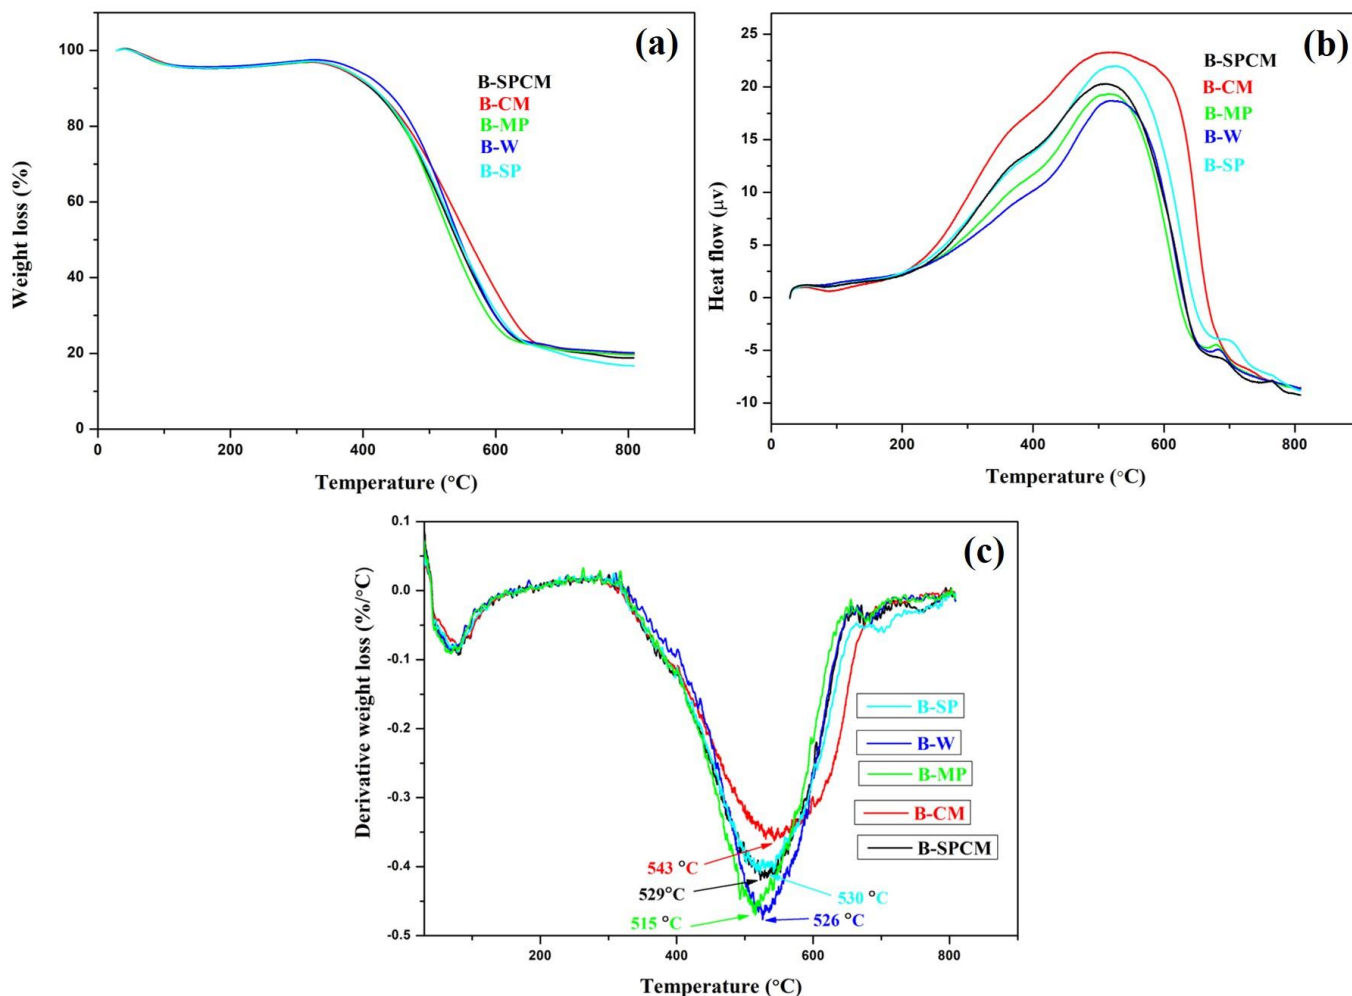 (a)
B-SPCM
B-CM
B-MP
B-W
B-SP
Weight loss (%)
100
80
60
40
20
0
0 200 400 600 800
Temperature (°C)
(b)
B-SPCM
B-CM
B-MP
B-W
B-SP
Heat flow (μv)
25
20
15
10
5
0
-5
-10
0 200 400 600 800
Temperature (°C)
(c)
Derivative weight loss (%/°C)
0.1
0.0
-0.1
-0.2
-0.3
-0.4
-0.5
B-SP
B-W
B-MP
B-CM
B-SPCM
543 °C
529°C
530 °C
515 °C
526 °C
200 400 600 800
Temperature (°C)